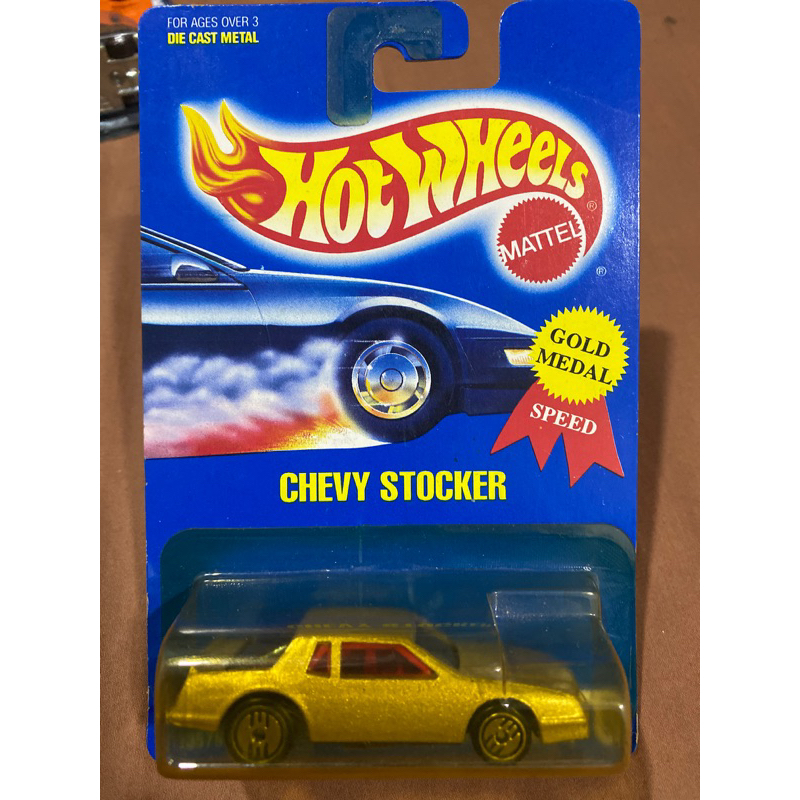 FOR AGES OVER 3
DIE CAST METAL
HOT WHEELS
®
MATTEL
®
GOLD
MEDAL
SPEED
CHEVY STOCKER